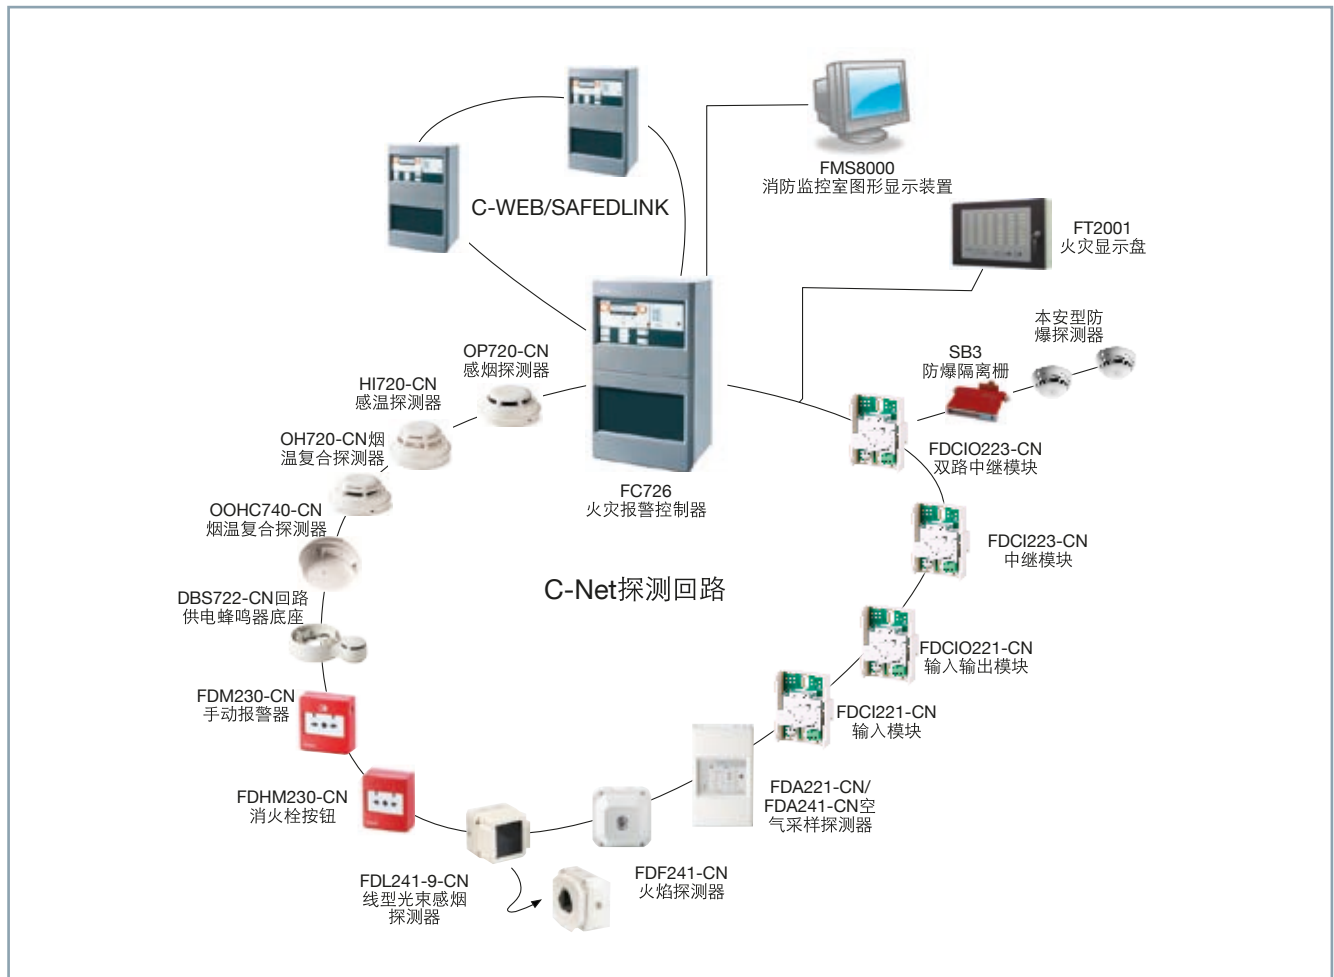 FMS8000
消防监控室图形显示装置
C-WEB/SAFEDLINK
FT2001
火灾显示盘
本安型防
爆探测器
SB3
防爆隔离栅
OP720-CN
感烟探测器
HI720-CN
感温探测器
OH720-CN烟
温复合探测器
OOHC740-CN
烟温复合探测器
DBS722-CN回路
供电蜂鸣器底座
FDM230-CN
手动报警器
FDHM230-CN
消火栓按钮
FDL241-9-CN
线型光束感烟
探测器
FDF241-CN
火焰探测器
FDA221-CN/
FDA241-CN空
气采样探测器
FDCI221-CN
输入模块
FDCIO221-CN
输入输出模块
FDCI223-CN
中继模块
FDCIO223-CN
双路中继模块
FC726
火灾报警控制器
C-Net探测回路